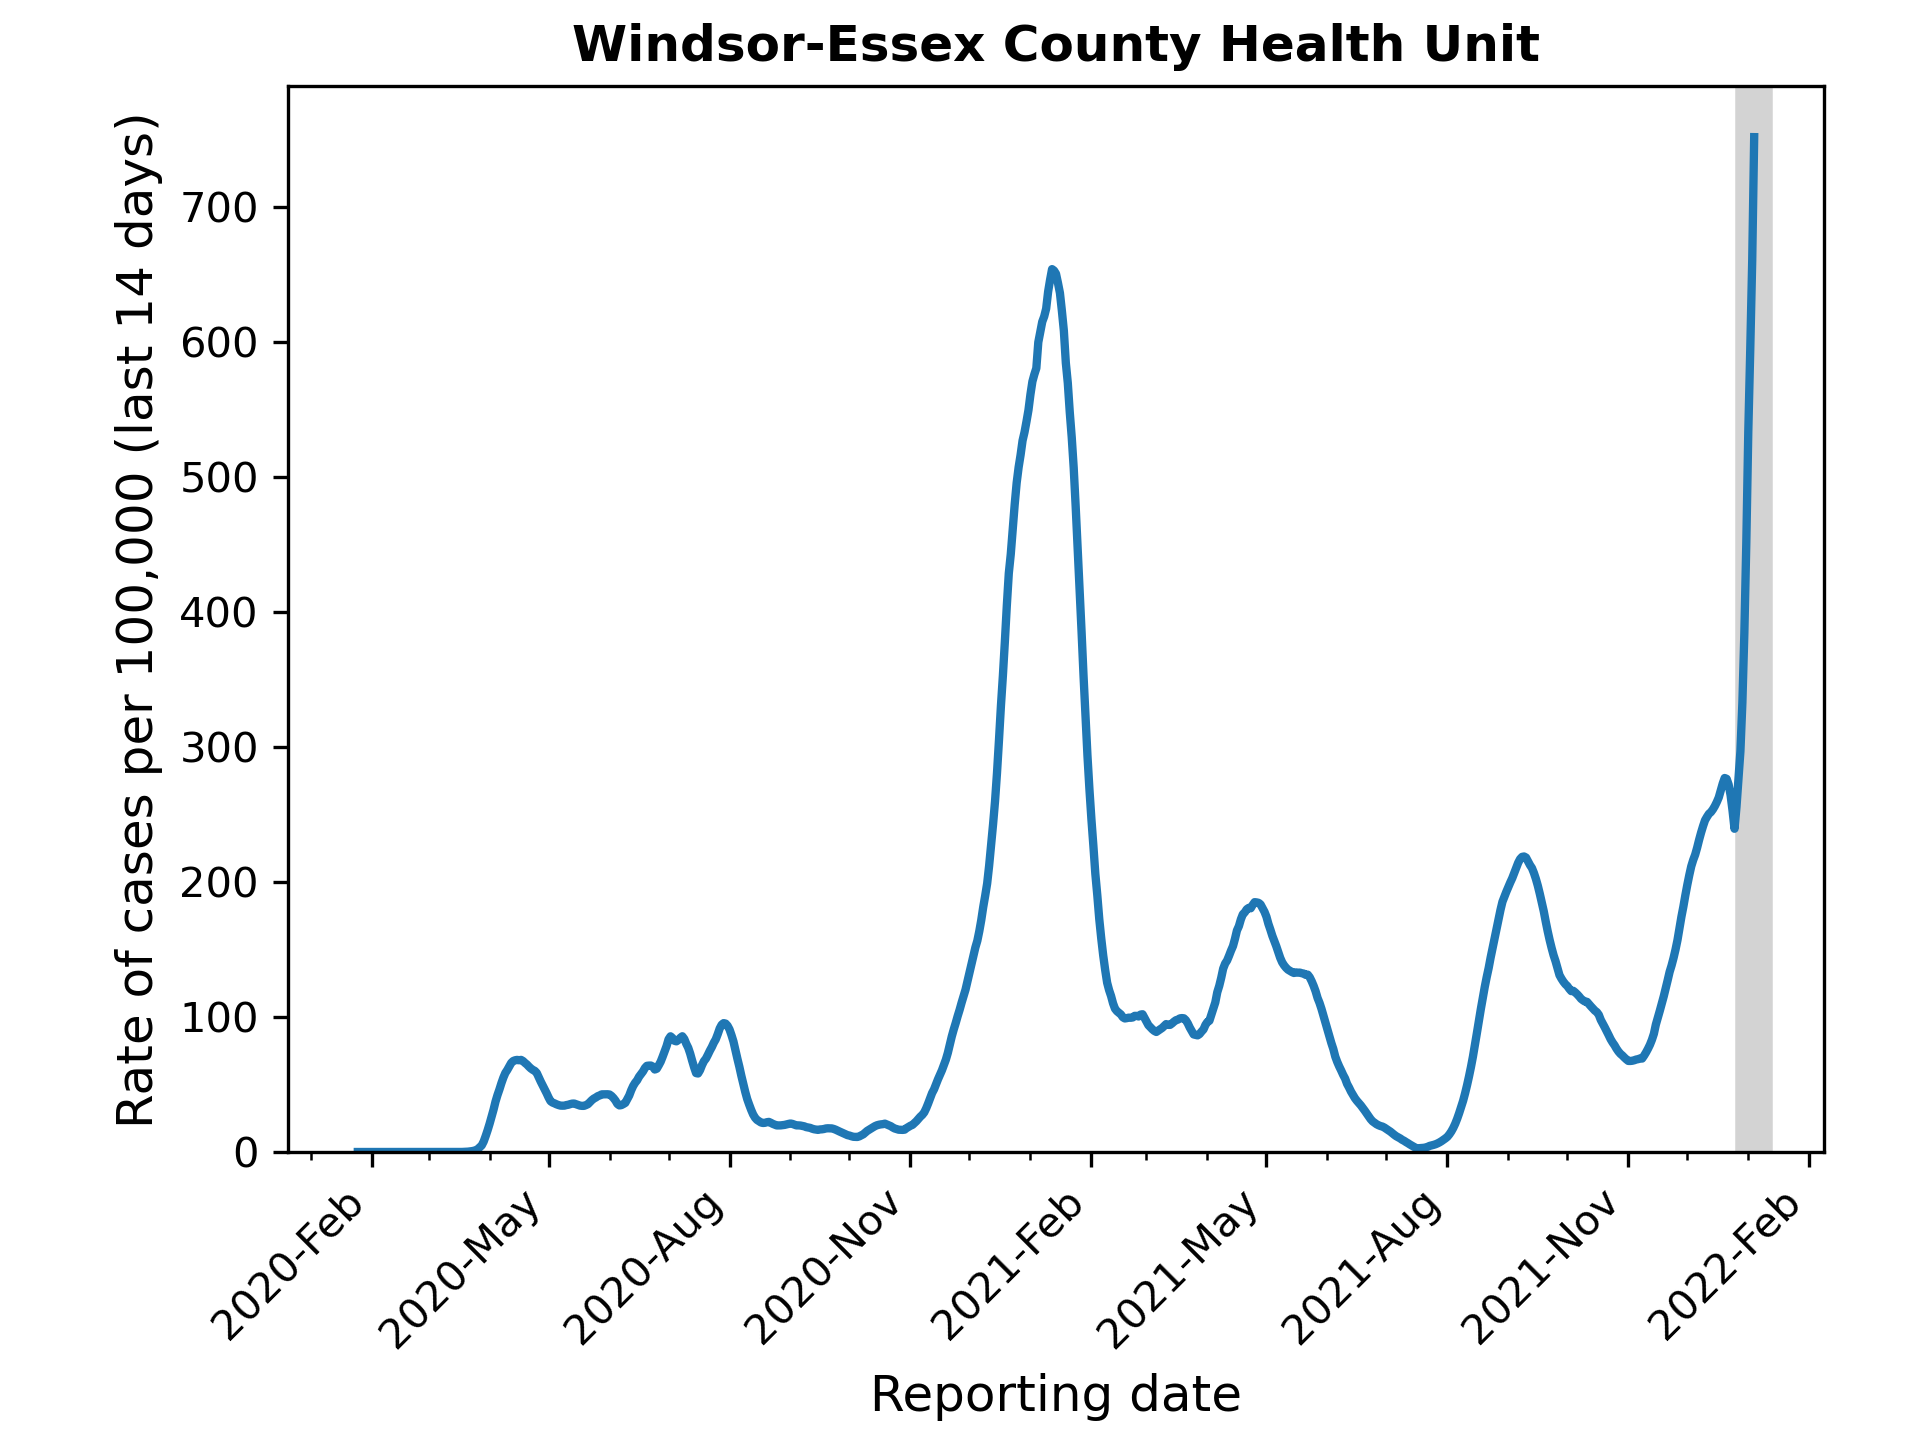 Windsor-Essex County Health Unit
Rate of cases per 100,000 (last 14 days)
700
600
500
400
300
200
100
0
2020-Feb
2020-May
2020-Aug
2020-Nov
2021-Feb
2021-May
2021-Aug
2021-Nov
2022-Feb
Reporting date